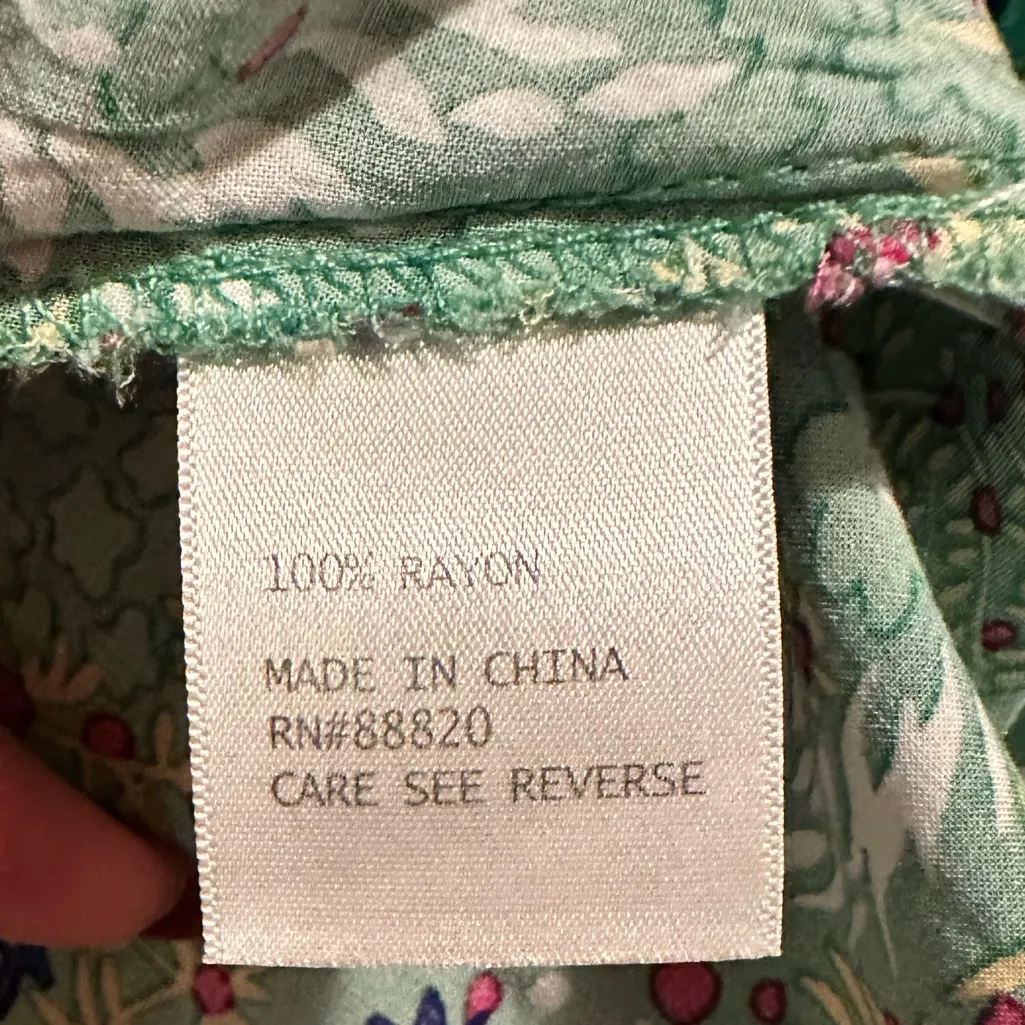 100% RAYON
MADE IN CHINA
RN#88820
CARE SEE REVERSE